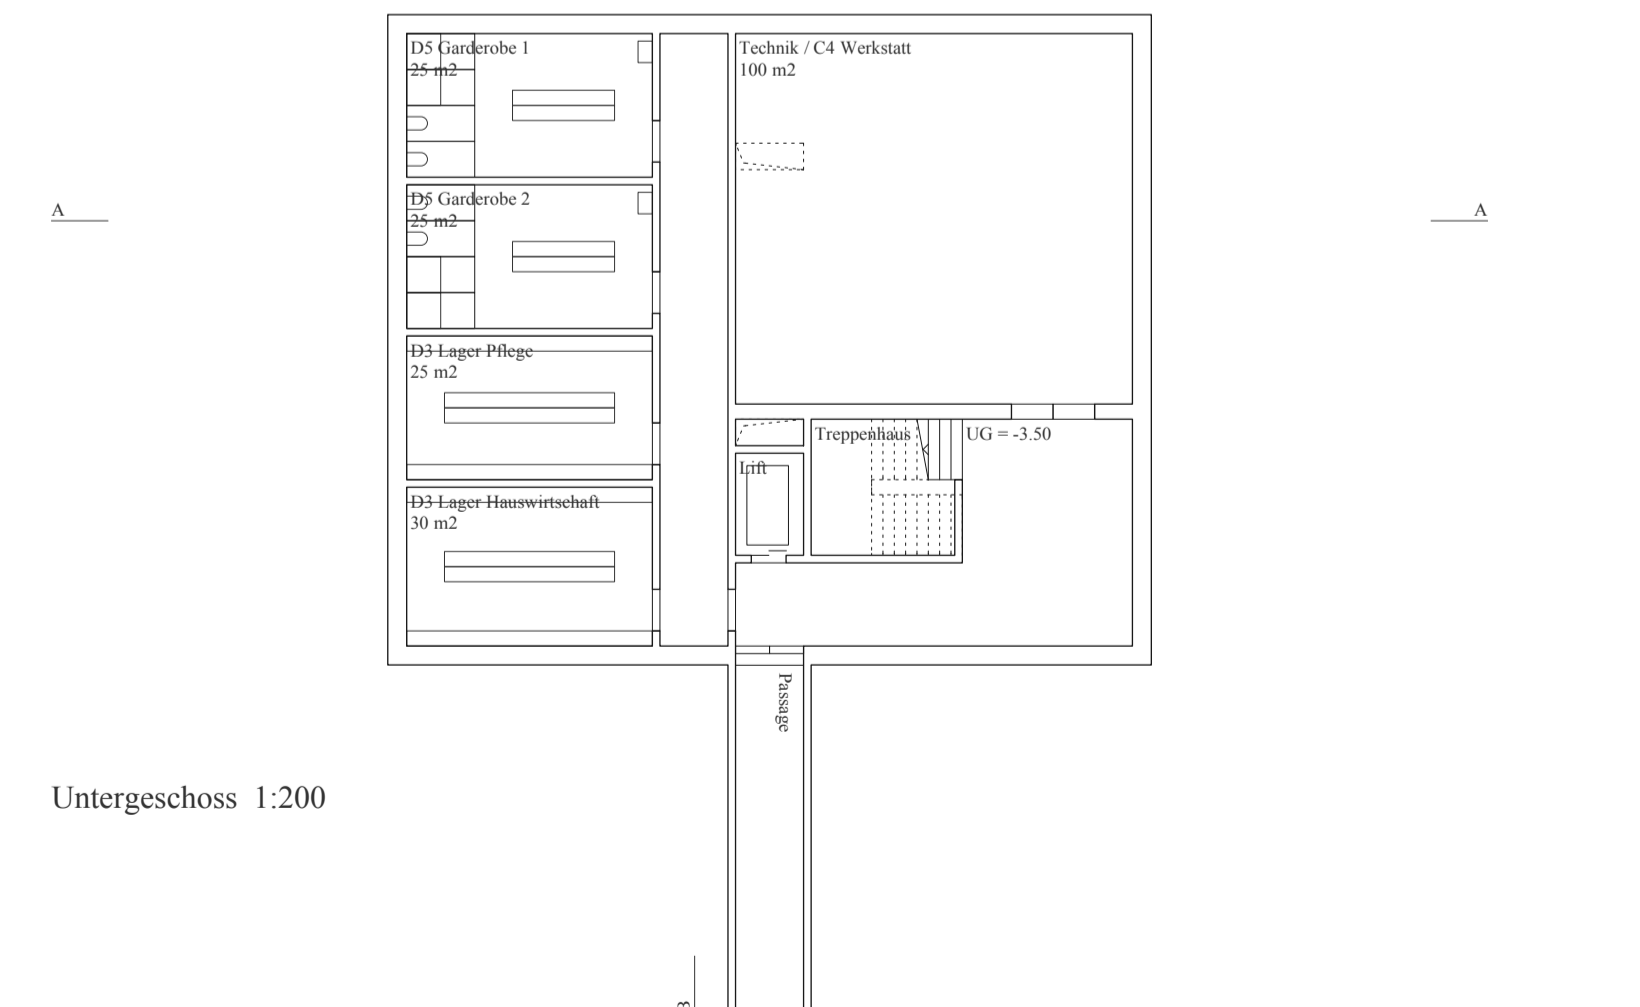 D5 Garderobe 1
25 m2
Technik / C4 Werkstatt
100 m2
D5 Garderobe 2
25 m2
A
A
D3 Lager Pflege
25 m2
Treppenhaus
UG = -3.50
Lift
D3 Lager Hauswirtschaft
30 m2
Passage
Untergeschoss 1:200